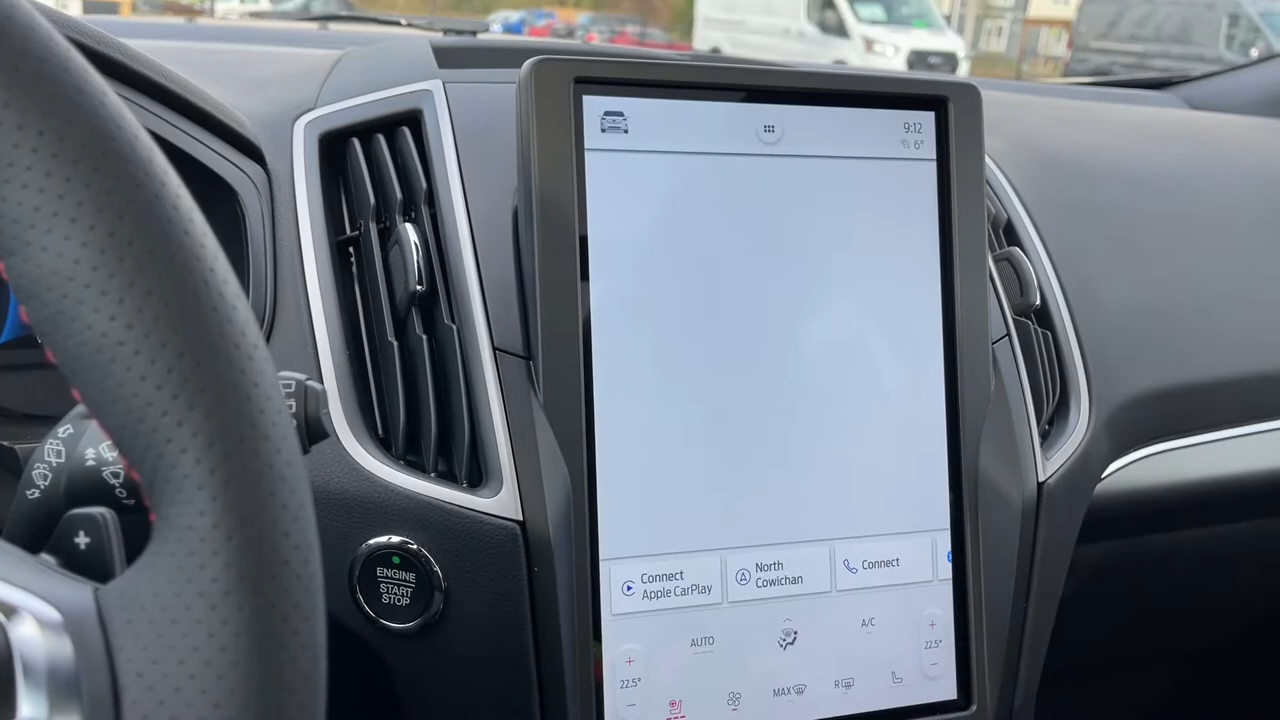 9:12
6°
Connect
Apple CarPlay
North
Cowichan
Connect
AUTO
A/C
+
22.5°
−
+
22.5°
−
MAX
R
ENGINE
START
STOP
+